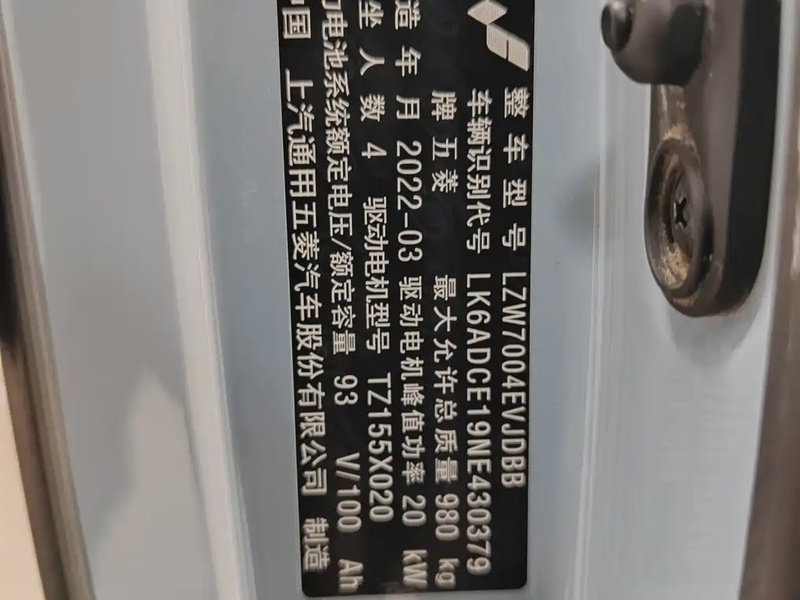 整车型号 LZW7004EVJDBB
车辆识别代号 LK6ADCE19NE430379
牌 五菱 最大允许总质量 980 kg
造年月 2022-03 驱动电机峰值功率 20 kW
坐人数 4 驱动电机型号 TZ155X020
电池系统额定电压/额定容量 93 V/100 Ah
中国 上汽通用五菱汽车股份有限公司 制造